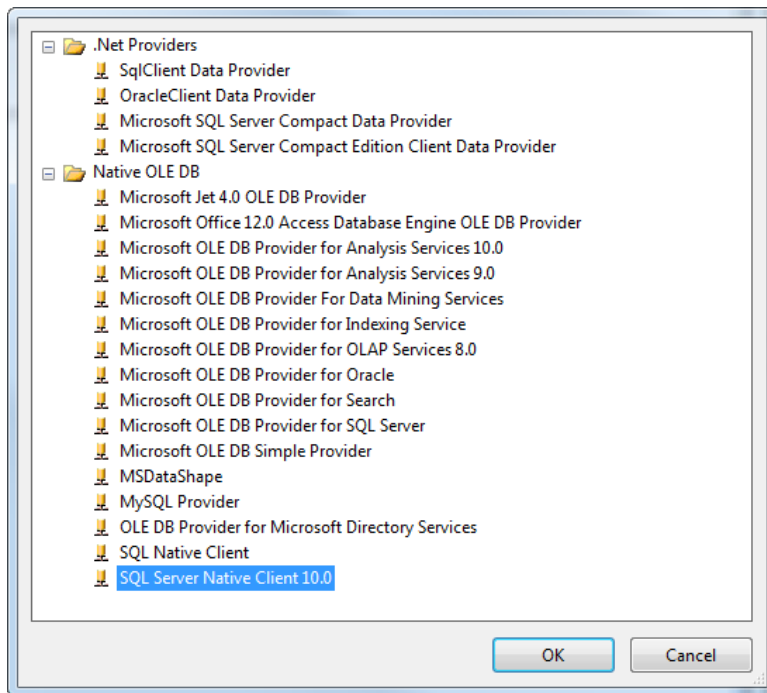 .Net Providers
SqlClient Data Provider
OracleClient Data Provider
Microsoft SQL Server Compact Data Provider
Microsoft SQL Server Compact Edition Client Data Provider
Native OLE DB
Microsoft Jet 4.0 OLE DB Provider
Microsoft Office 12.0 Access Database Engine OLE DB Provider
Microsoft OLE DB Provider for Analysis Services 10.0
Microsoft OLE DB Provider for Analysis Services 9.0
Microsoft OLE DB Provider For Data Mining Services
Microsoft OLE DB Provider for Indexing Service
Microsoft OLE DB Provider for OLAP Services 8.0
Microsoft OLE DB Provider for Oracle
Microsoft OLE DB Provider for Search
Microsoft OLE DB Provider for SQL Server
Microsoft OLE DB Simple Provider
MSDataShape
MySQL Provider
OLE DB Provider for Microsoft Directory Services
SQL Native Client
SQL Server Native Client 10.0
OK Cancel